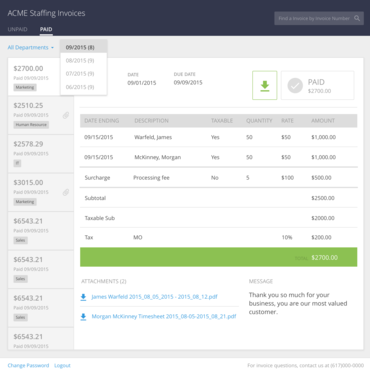 ACME Staffing Invoices
Find a Invoice by Invoice Number
UNPAID PAID
All Departments
09/2015 (8)
08/2015 (9)
07/2015 (9)
06/2015 (9)
$2700.00
Paid 09/09/2015
Marketing
$2510.25
Paid 09/09/2015
Human Resource
$2578.29
Paid 09/09/2015
IT
$3015.00
Paid 09/09/2015
Marketing
$6543.21
Paid 09/09/2015
Sales
$6543.21
Paid 09/09/2015
Sales
$6543.21
Paid 09/09/2015
Sales
$6543.21
Paid 09/09/2015
DATE
09/01/2015
DUE DATE
09/09/2015
PAID
$2700.00
DATE ENDING DESCRIPTION TAXABLE QUANTITY RATE AMOUNT
09/15/2015 Warfeld, James Yes 50 $50 $1,000.00
09/15/2015 McKinney, Morgan Yes 50 $50 $1,000.00
Surcharge Processing fee No 5 $100 $500.00
Subtotal $2500.00
Taxable Sub $2000.00
Tax MO 10% $200.00
$2700.00
ATTACHMENTS (2)
James Warfeld 2015_08_05_2015 - 2015_08_12.pdf
Morgan McKinney Timesheet 2015_08-05-2015_08_21.pdf
MESSAGE
Thank you so much for your
business, you are our most valued
customer.
Change Password Logout
For invoice questions, contact us at